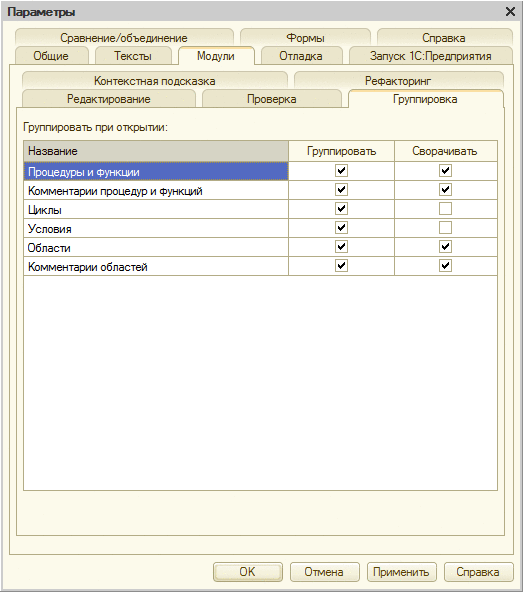 Параметры
Сравнение/объединение Формы Справка
Общие Тексты Модули Отладка Запуск 1С:Предприятия
Контекстная подсказка Рефакторинг
Редактирование Проверка Группировка
Группировать при открытии:
Название Группировать Сворачивать
Процедуры и функции
Комментарии процедур и функций
Циклы
Условия
Области
Комментарии областей
OK Отмена Применить Справка